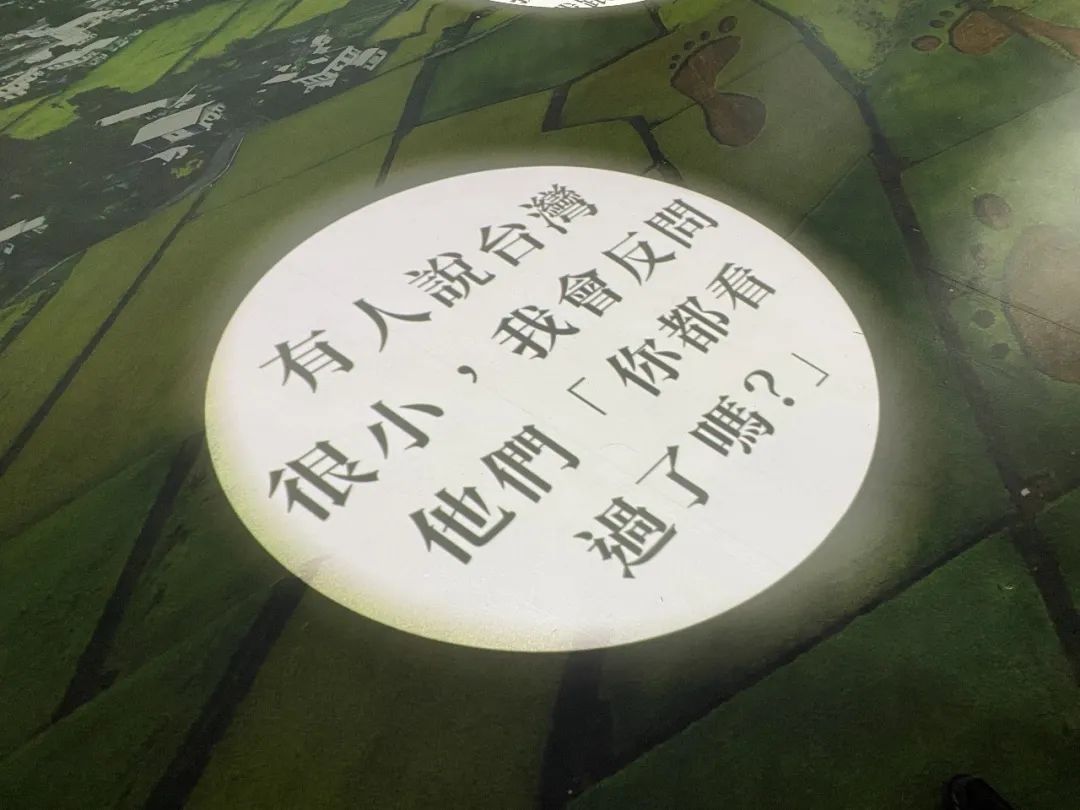 有人說台灣
很小，我會反問
他們「你都看
過了嗎？」